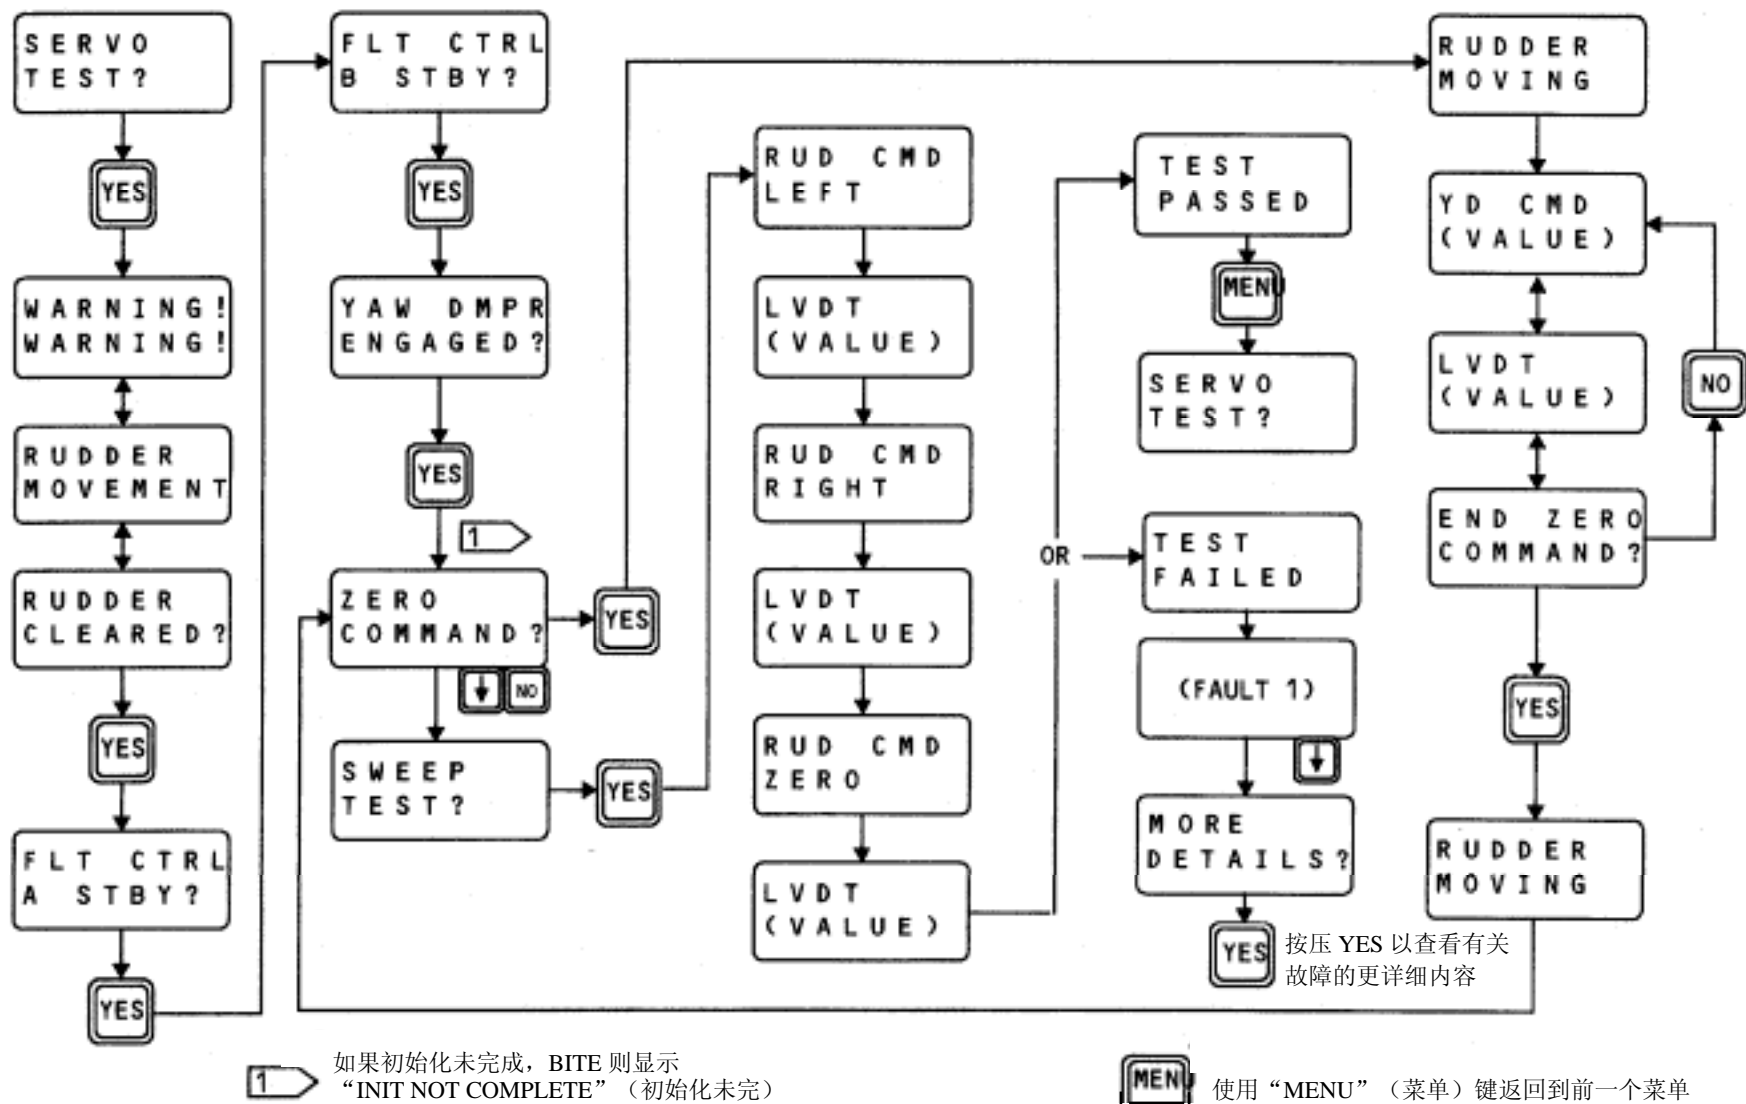 SERVO
TEST?
YES
WARNING!
WARNING!
RUDDER
MOVEMENT
RUDDER
CLEARED?
YES
FLT CTRL
A STBY?
YES
FLT CTRL
B STBY?
YES
YAW DMPR
ENGAGED?
YES
1
ZERO
COMMAND?
YES
NO
SWEEP
TEST?
YES
RUD CMD
LEFT
LVDT
(VALUE)
RUD CMD
RIGHT
LVDT
(VALUE)
RUD CMD
ZERO
LVDT
(VALUE)
OR
TEST
PASSED
MENU
SERVO
TEST?
TEST
FAILED
(FAULT 1)
MORE
DETAILS?
YES
按压 YES 以查看有关
故障的更详细内容
RUDDER
MOVING
YD CMD
(VALUE)
LVDT
(VALUE)
NO
END ZERO
COMMAND?
YES
RUDDER
MOVING
1
如果初始化未完成，BITE 则显示
“INIT NOT COMPLETE”（初始化未完）
MENU
使用“MENU”（菜单）键返回到前一个菜单